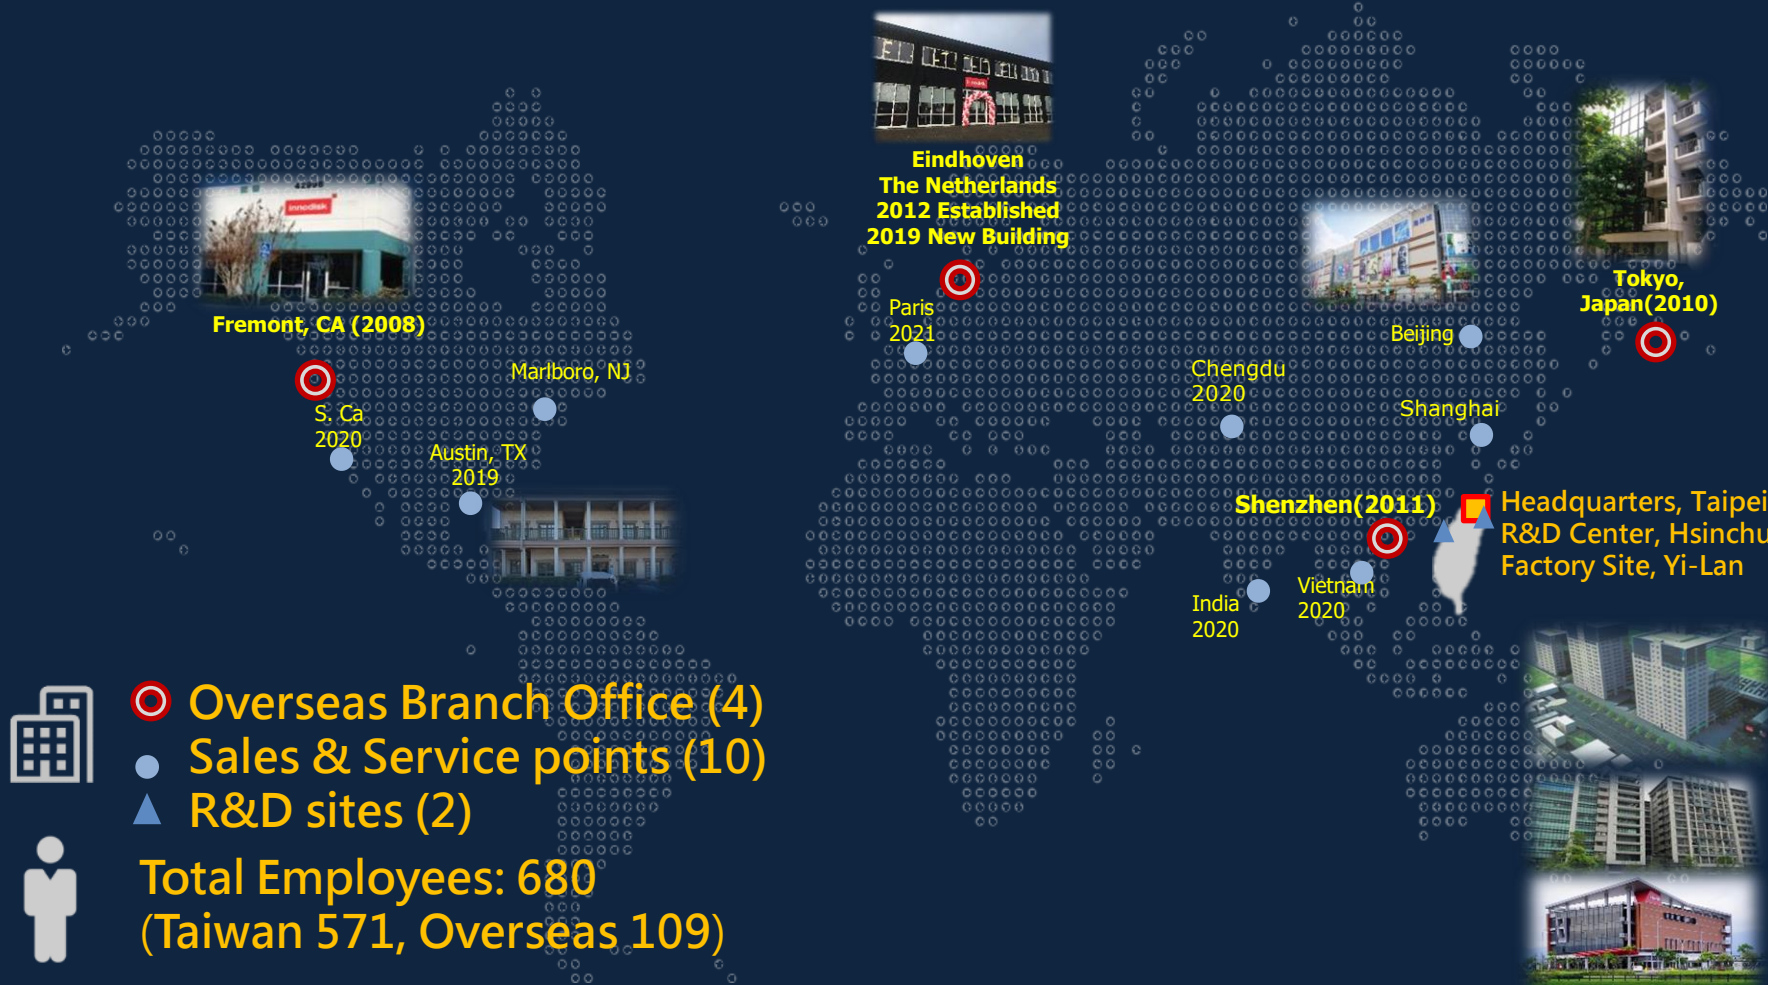 Eindhoven
The Netherlands
2012 Established
2019 New Building
42996
innodisk
Fremont, CA (2008)
Tokyo,
Japan(2010)
Paris
2021
Beijing
Marlboro, NJ
Chengdu
2020
S. Ca
2020
Shanghai
Austin, TX
2019
Shenzhen(2011)
Headquarters, Taipei
R&D Center, Hsinchu
Factory Site, Yi-Lan
India
2020
Vietnam
2020
Overseas Branch Office (4)
Sales & Service points (10)
R&D sites (2)
Total Employees: 680
(Taiwan 571, Overseas 109)